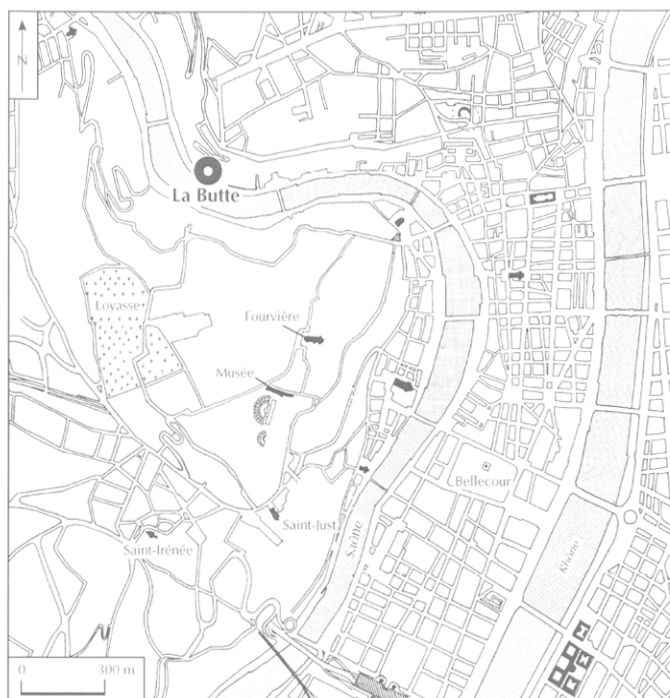 N
La Butte
Loyasse
Fourvière
Musée
Bellecour
Saint-Just
Saint-Irénée
Saône
Rhône
0 300 m